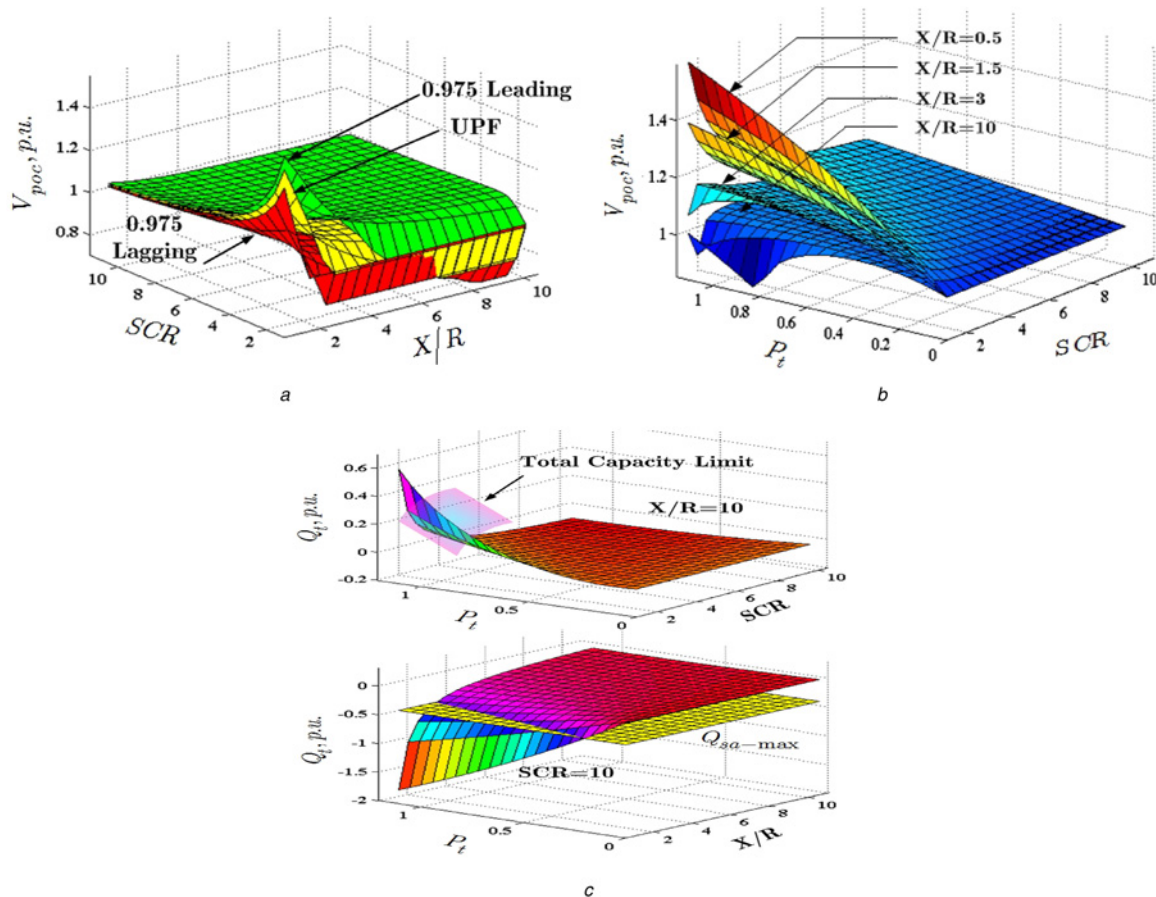 1.4
1.2
1
0.8
V_poc, p.u.
0.975 Leading
UPF
0.975
Lagging
10
8
6
4
2
SCR
2
4
6
8
10
X/R
a
1.4
1.2
1
V_poc, p.u.
X/R=0.5
X/R=1.5
X/R=3
X/R=10
1
0.8
0.6
0.4
0.2
0
P_t
2
4
6
8
10
SCR
b
0.6
0.4
0.2
0
-0.2
Q_t, p.u.
Total Capacity Limit
X/R=10
1
0.5
0
P_t
2
4
6
8
10
SCR
0
-0.5
-1
-1.5
-2
Q_t, p.u.
Q_sa-max
SCR=10
1
0.5
0
P_t
2
4
6
8
10
X/R
c